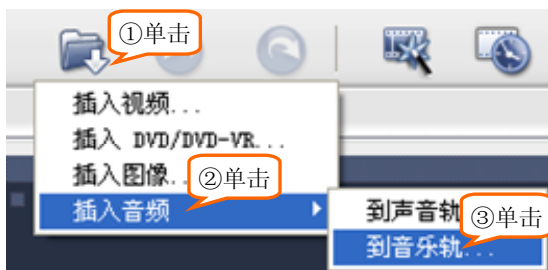 ①单击
插入视频...
插入 DVD/DVD-VR...
插入图像..
②单击
插入音频
到声音轨
③单击
到音乐轨...